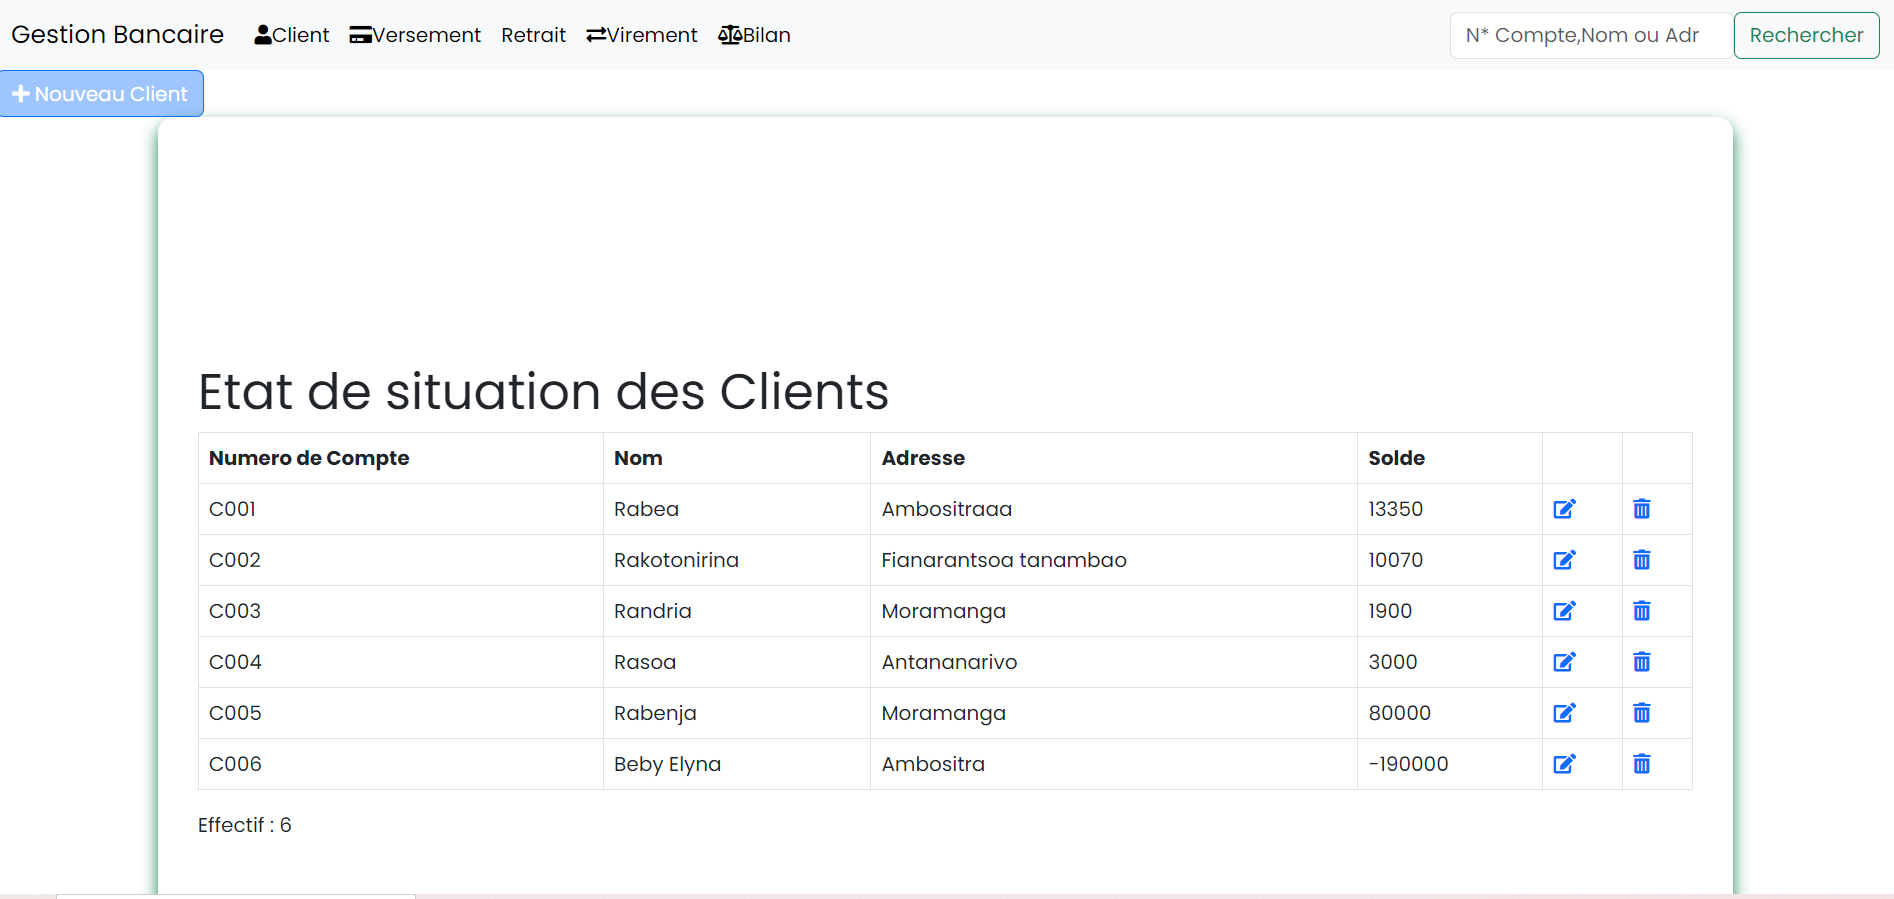 Gestion Bancaire Client Versement Retrait Virement Bilan N* Compte,Nom ou Adr Rechercher
Nouveau Client
Etat de situation des Clients
Numero de Compte Nom Adresse Solde
C001 Rabea Ambositraaa 13350
C002 Rakotonirina Fianarantsoa tanambao 10070
C003 Randria Moramanga 1900
C004 Rasoa Antananarivo 3000
C005 Rabenja Moramanga 80000
C006 Beby Elyna Ambositra -190000
Effectif : 6